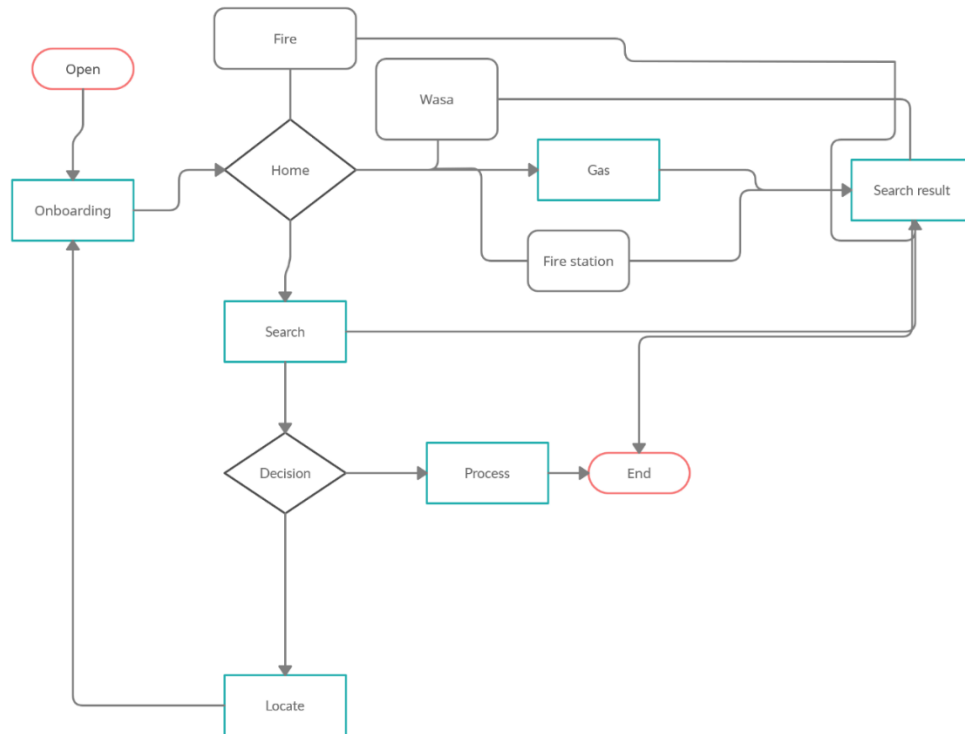 Fire
Open
Wasa
Home
Gas
Search result
Onboarding
Fire station
Search
Decision
Process
End
Locate